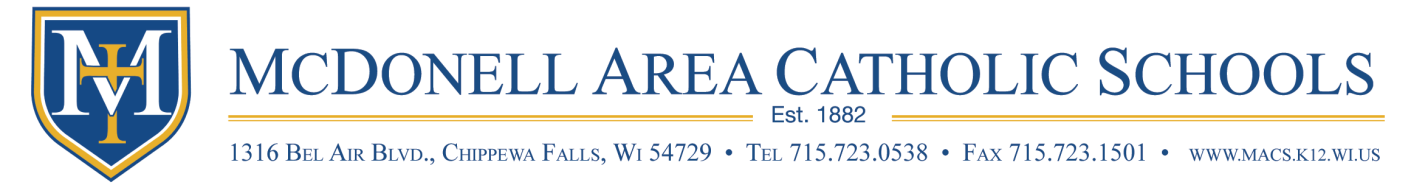 M
McDonell Area Catholic Schools
Est. 1882
1316 Bel Air Blvd., Chippewa Falls, Wi 54729 • Tel 715.723.0538 • Fax 715.723.1501 • www.macs.k12.wi.us